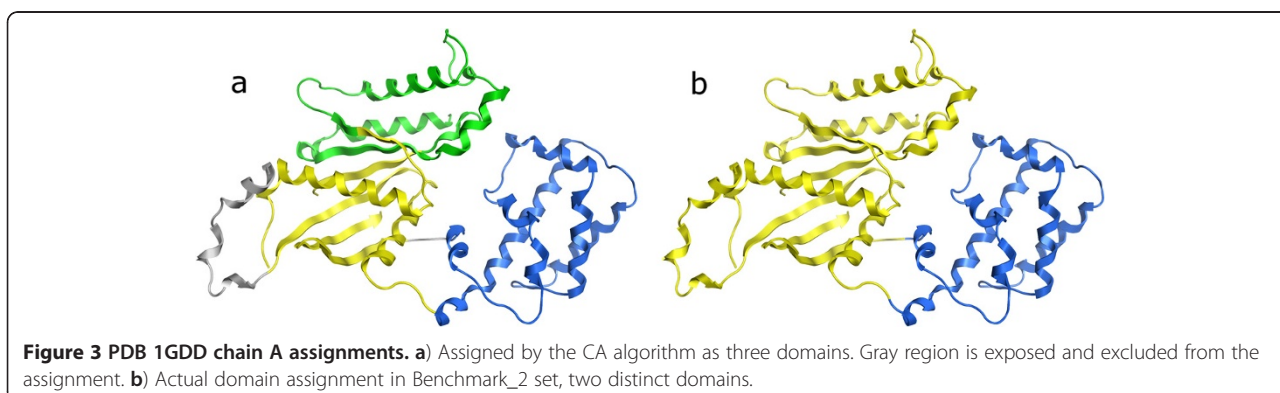 a
b
Figure 3 PDB 1GDD chain A assignments. a) Assigned by the CA algorithm as three domains. Gray region is exposed and excluded from the
assignment. b) Actual domain assignment in Benchmark_2 set, two distinct domains.